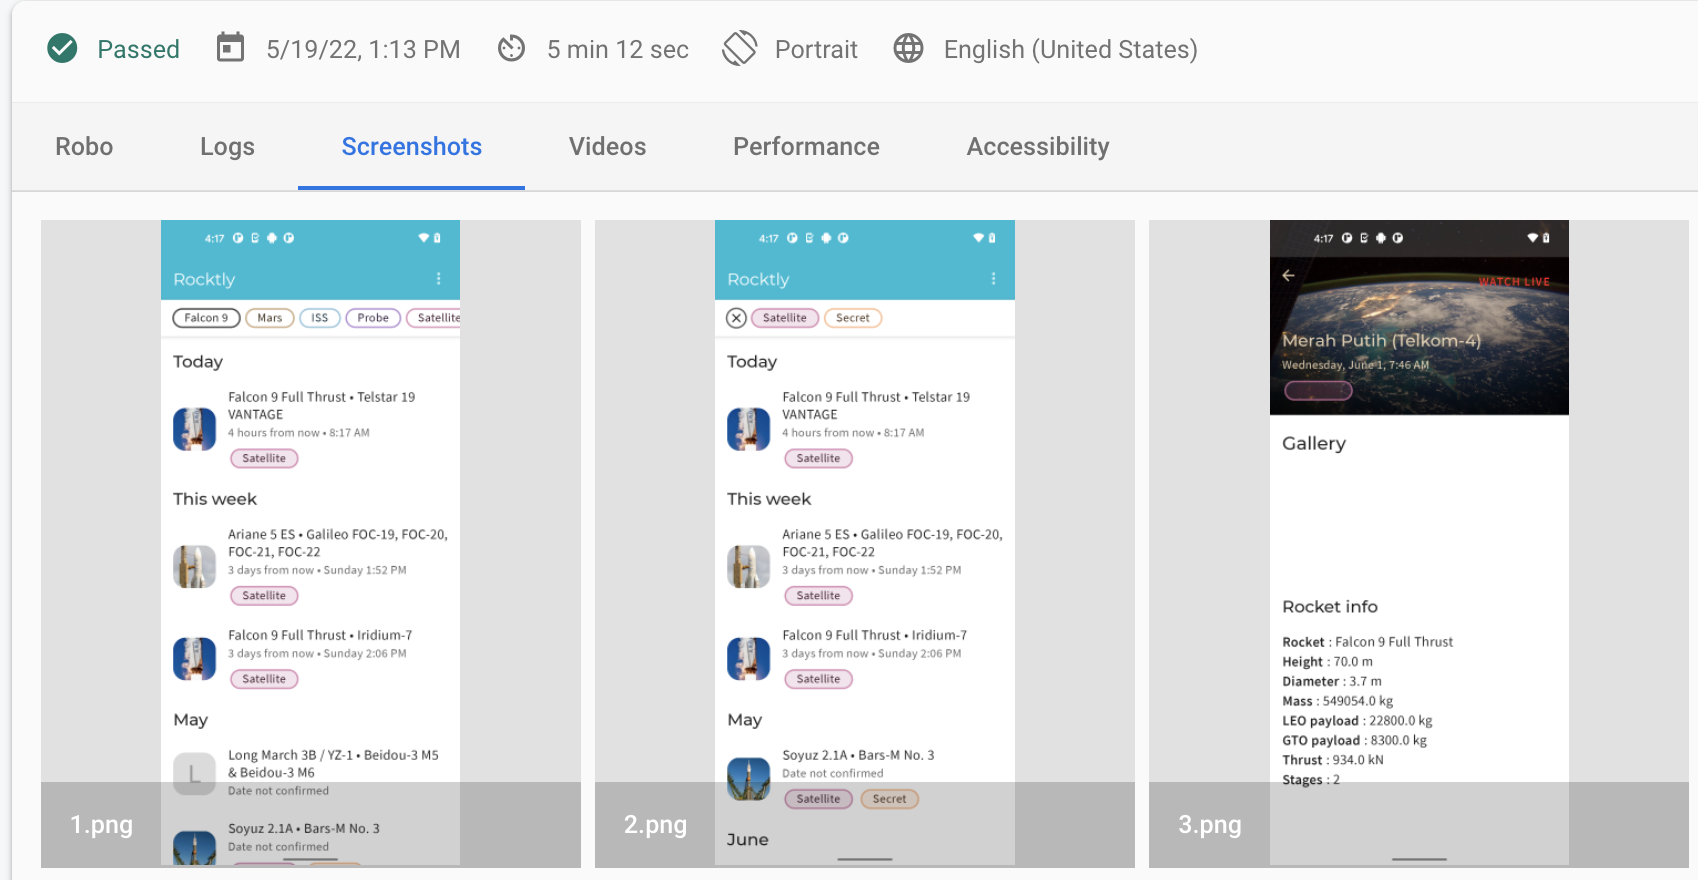 Passed 5/19/22, 1:13 PM 5 min 12 sec Portrait English (United States)
Robo Logs Screenshots Videos Performance Accessibility
4:17
Rocktly
Falcon 9 Mars ISS Probe Satellite
Today
Falcon 9 Full Thrust • Telstar 19
VANTAGE
4 hours from now • 8:17 AM
Satellite
This week
Ariane 5 ES • Galileo FOC-19, FOC-20,
FOC-21, FOC-22
3 days from now • Sunday 1:52 PM
Satellite
Falcon 9 Full Thrust • Iridium-7
3 days from now • Sunday 2:06 PM
Satellite
May
Long March 3B / YZ-1 • Beidou-3 M5
& Beidou-3 M6
L
Date not confirmed
Soyuz 2.1A • Bars-M No. 3
Date not confirmed
1.png
4:17
Rocktly
Satellite Secret
Today
Falcon 9 Full Thrust • Telstar 19
VANTAGE
4 hours from now • 8:17 AM
Satellite
This week
Ariane 5 ES • Galileo FOC-19, FOC-20,
FOC-21, FOC-22
3 days from now • Sunday 1:52 PM
Satellite
Falcon 9 Full Thrust • Iridium-7
3 days from now • Sunday 2:06 PM
Satellite
May
Soyuz 2.1A • Bars-M No. 3
Date not confirmed
Satellite Secret
June
2.png
4:17
WATCH LIVE
Merah Putih (Telkom-4)
Wednesday, June 1, 7:46 AM
Gallery
Rocket info
Rocket : Falcon 9 Full Thrust
Height : 70.0 m
Diameter : 3.7 m
Mass : 549054.0 kg
LEO payload : 22800.0 kg
GTO payload : 8300.0 kg
Thrust : 934.0 kN
Stages : 2
3.png